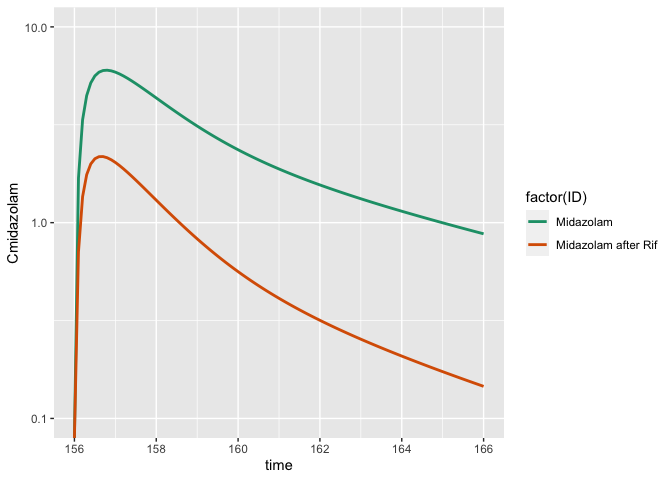 10.0
1.0
0.1
Cmidazolam
156 158 160 162 164 166
time
factor(ID)
Midazolam
Midazolam after Rif